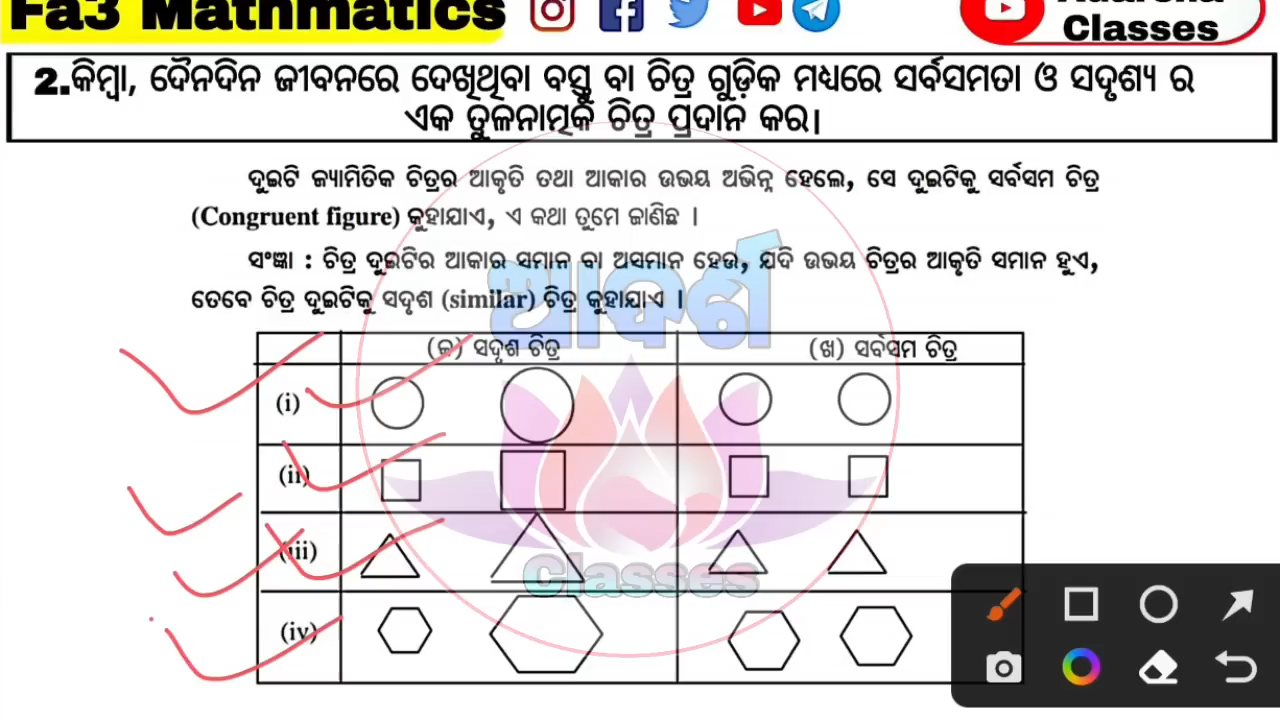 Fa3 Mathmatics
Classes
2.କିମ୍ବା, ଦୈନଦିନ ଜୀବନରେ ଦେଖିଥିବା ବସ୍ତୁ ବା ଚିତ୍ର ଗୁଡ଼ିକ ମଧ୍ୟରେ ସର୍ବସମତା ଓ ସଦୃଶ୍ୟ ର
ଏକ ତୁଳନାତ୍ମକ ଚିତ୍ର ପ୍ରଦାନ କର।
ଦୁଇଟି ଜ୍ୟାମିତିକ ଚିତ୍ରର ଆକୃତି ତଥା ଆକାର ଉଭୟ ଅଭିନ୍ନ ହେଲେ, ସେ ଦୁଇଟିକୁ ସର୍ବସମ ଚିତ୍ର
(Congruent figure) କୁହାଯାଏ, ଏ କଥା ତୁମେ ଜାଣିଛ ।
ସଂଜ୍ଞା : ଚିତ୍ର ଦୁଇଟିର ଆକାର ସମାନ ବା ଅସମାନ ହେଉ, ଯଦି ଉଭୟ ଚିତ୍ରର ଆକୃତି ସମାନ ହୁଏ,
ତେବେ ଚିତ୍ର ଦୁଇଟିକୁ ସଦୃଶ (similar) ଚିତ୍ର କୁହାଯାଏ ।
ଆଦର୍ଶ
(କ) ସଦୃଶ ଚିତ୍ର (ଖ) ସର୍ବସମ ଚିତ୍ର
(i)
(ii)
(iii)
Classes
(iv)